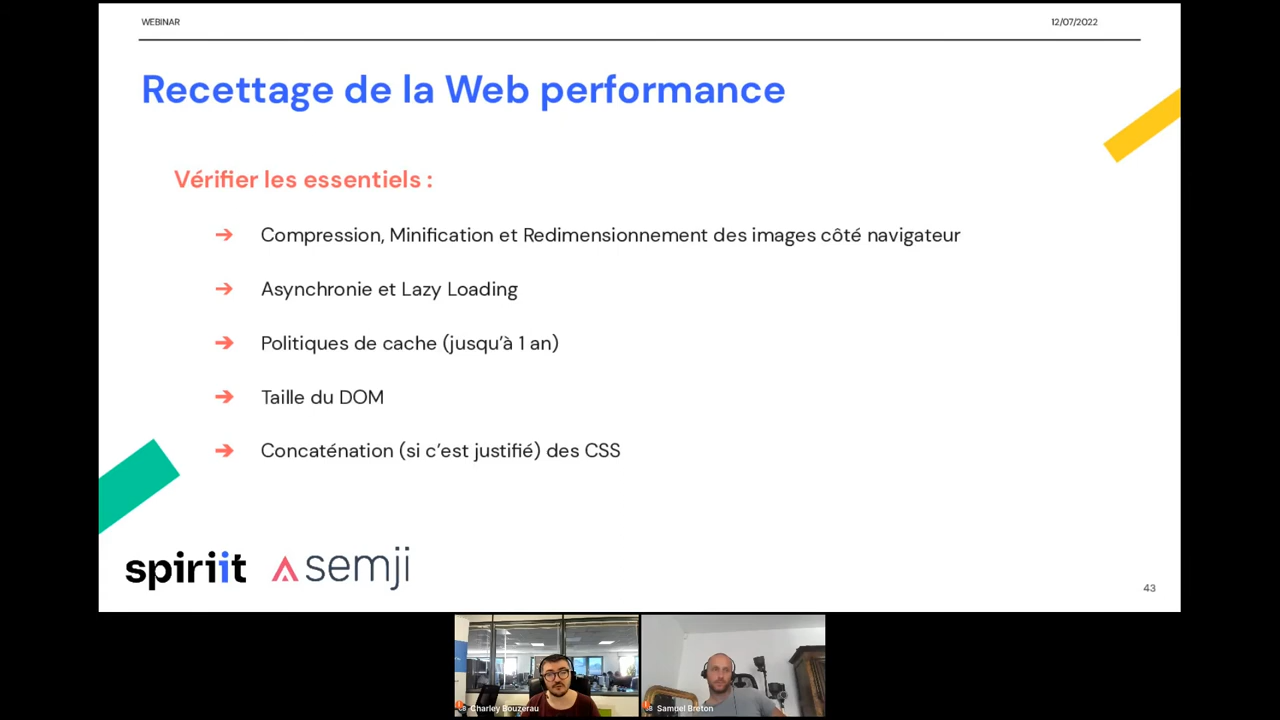 WEBINAR
12/07/2022
Recettage de la Web performance
Vérifier les essentiels :
➔ Compression, Minification et Redimensionnement des images côté navigateur
➔ Asynchronie et Lazy Loading
➔ Politiques de cache (jusqu’à 1 an)
➔ Taille du DOM
➔ Concaténation (si c’est justifié) des CSS
spiriit semji
43
Charley Bouzerau
Samuel Breton